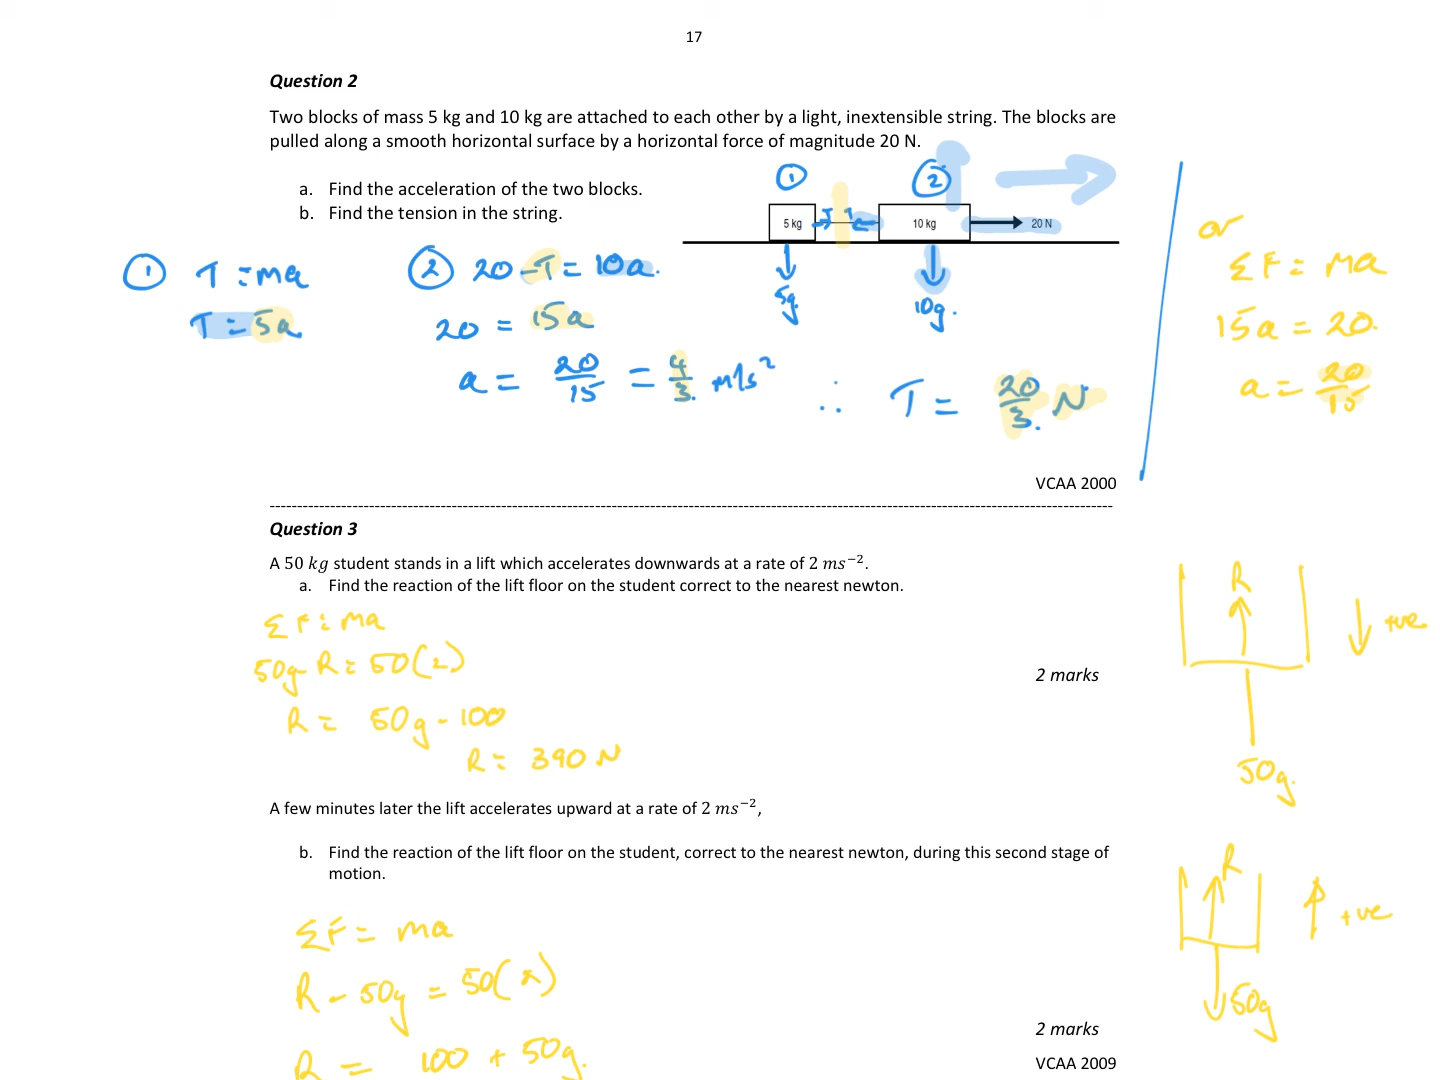 17
Question 2
Two blocks of mass 5 kg and 10 kg are attached to each other by a light, inextensible string. The blocks are
pulled along a smooth horizontal surface by a horizontal force of magnitude 20 N.
a. Find the acceleration of the two blocks.
b. Find the tension in the string.
① ②
5 kg T T 10 kg 20 N
5g 10g.
① T = ma
T = 5a
② 20 - T = 10a.
20 = 15a
a = 20/15 = 4/3. m/s²
∴ T = 20/3. N
or
ΣF = ma
15a = 20.
a = 20/15
VCAA 2000
Question 3
A 50 kg student stands in a lift which accelerates downwards at a rate of 2 ms⁻².
a. Find the reaction of the lift floor on the student correct to the nearest newton.
ΣF = ma
50g - R = 50(2)
R = 50g - 100
R = 390 N
2 marks
R
+ve
50g.
A few minutes later the lift accelerates upward at a rate of 2 ms⁻²,
b. Find the reaction of the lift floor on the student, correct to the nearest newton, during this second stage of
motion.
ΣF = ma
R - 50g = 50(2)
R = 100 + 50g.
R
+ve
50g
2 marks
VCAA 2009